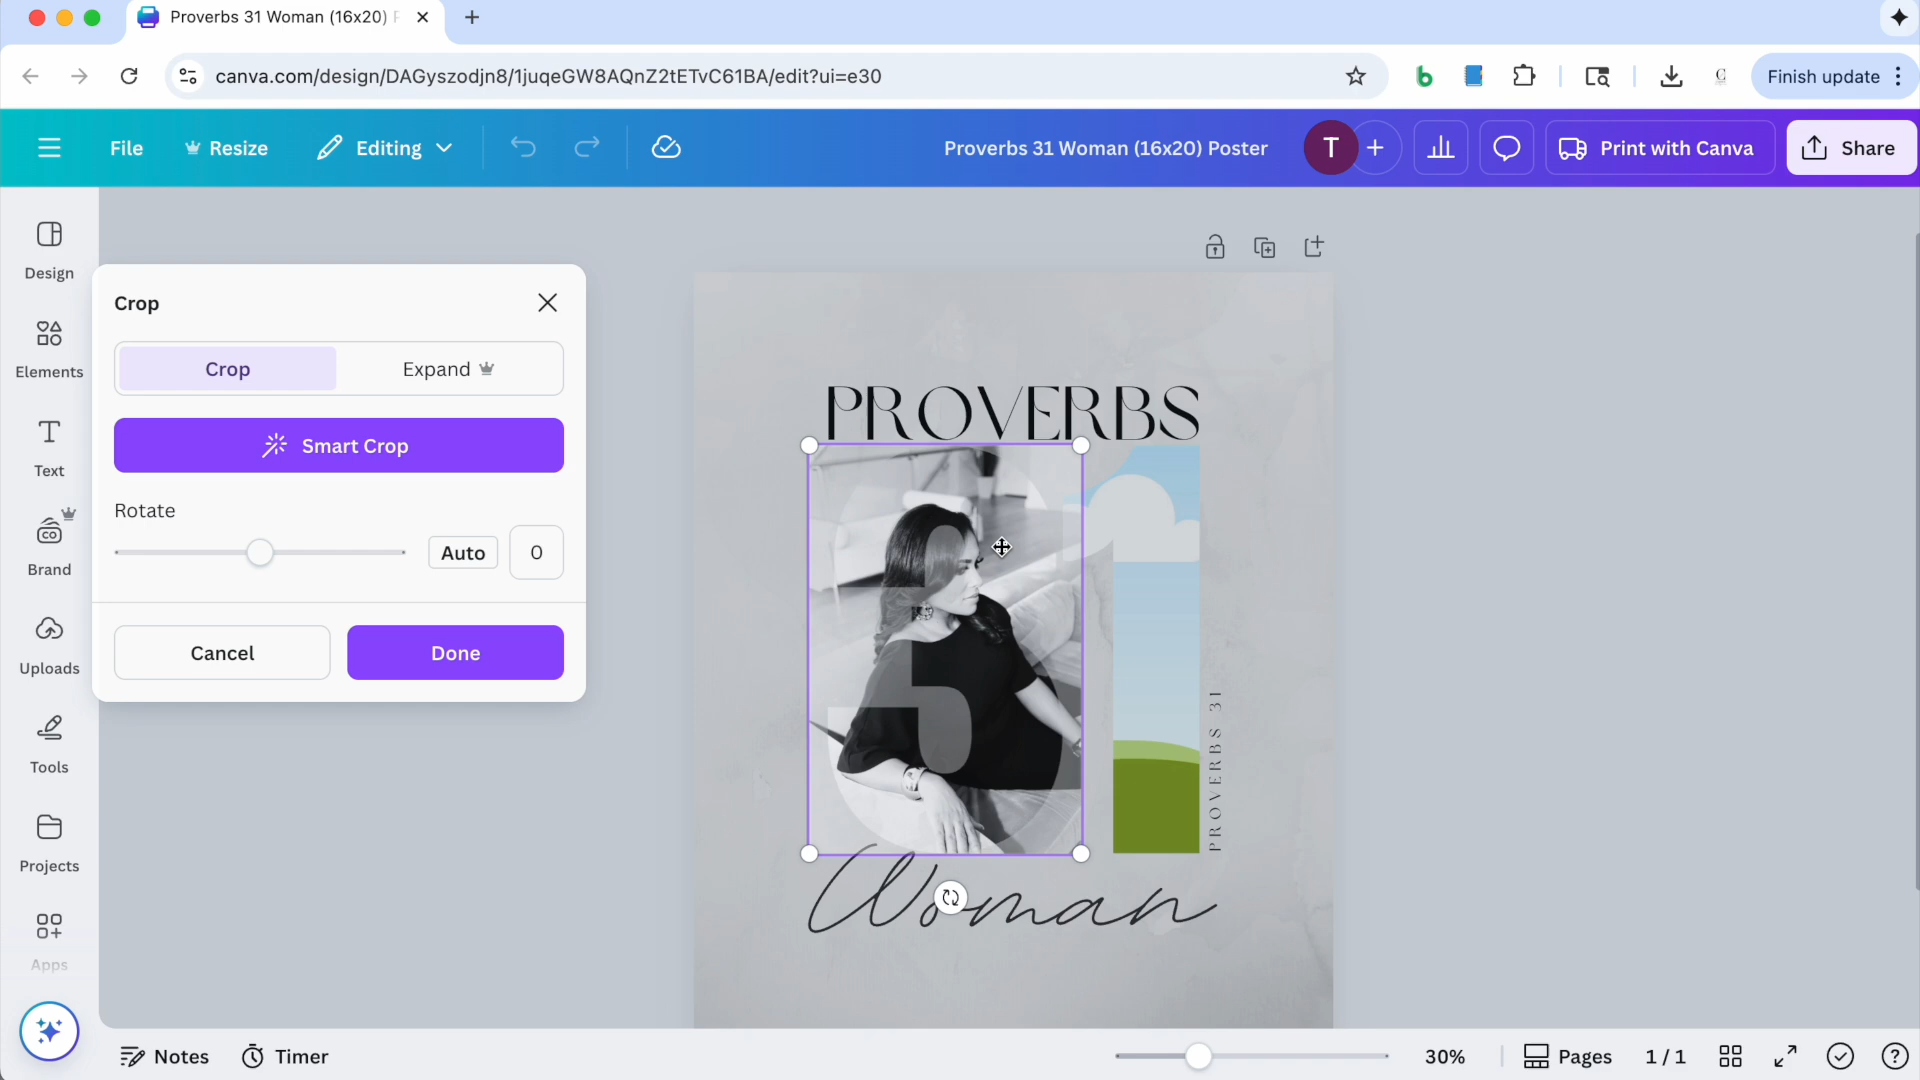 Proverbs 31 Woman (16x20) P
canva.com/design/DAGyszodjn8/1juqeGW8AQnZ2tETvC61BA/edit?ui=e30
Finish update
File
Resize
Editing
Proverbs 31 Woman (16x20) Poster
T
Print with Canva
Share
Design
Elements
Text
Brand
Uploads
Tools
Projects
Apps
Crop
Crop
Expand
Smart Crop
Rotate
Auto
0
Cancel
Done
PROVERBS
31
PROVERBS 31
Woman
Notes
Timer
30%
Pages
1 / 1